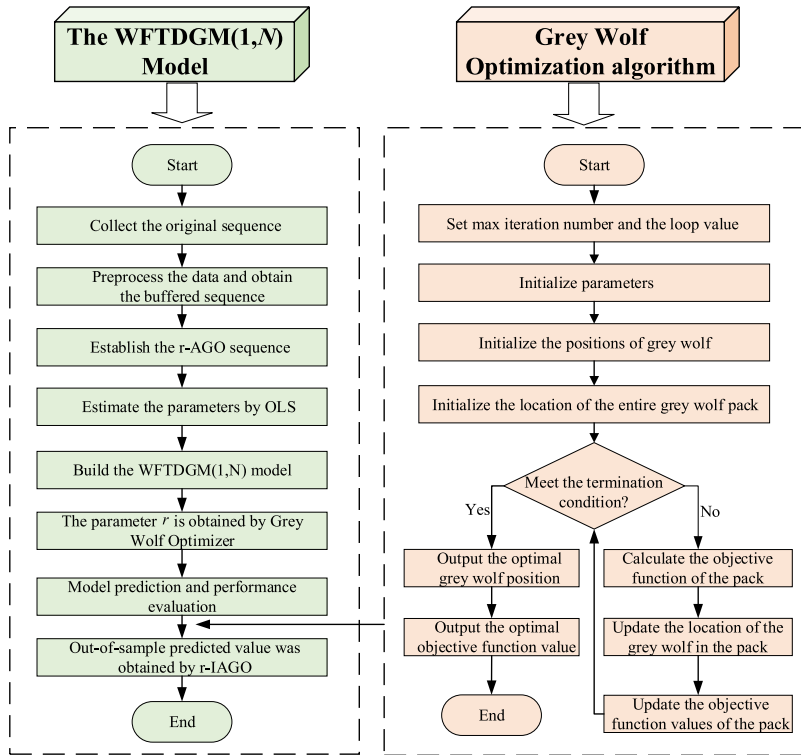 The WFTDGM(1,N)
Model
Start
Collect the original sequence
Preprocess the data and obtain
the buffered sequence
Establish the r-AGO sequence
Estimate the parameters by OLS
Build the WFTDGM(1,N) model
The parameter r is obtained by Grey
Wolf Optimizer
Model prediction and performance
evaluation
Out-of-sample predicted value was
obtained by r-IAGO
End
Grey Wolf
Optimization algorithm
Start
Set max iteration number and the loop value
Initialize parameters
Initialize the positions of grey wolf
Initialize the location of the entire grey wolf pack
Meet the termination
condition?
Yes
No
Output the optimal
grey wolf position
Output the optimal
objective function value
End
Calculate the objective
function of the pack
Update the location of the
grey wolf in the pack
Update the objective
function values of the pack